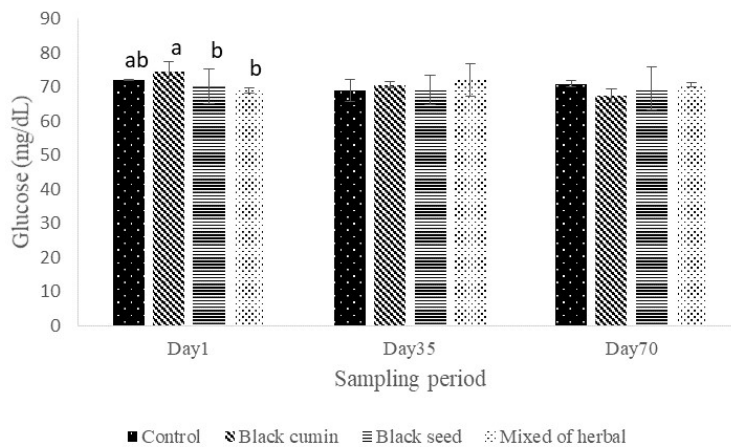 90
80
70
60
50
40
30
20
10
0
Glucose (mg/dL)
ab a b b
Day1 Day35 Day70
Sampling period
Control Black cumin Black seed Mixed of herbal